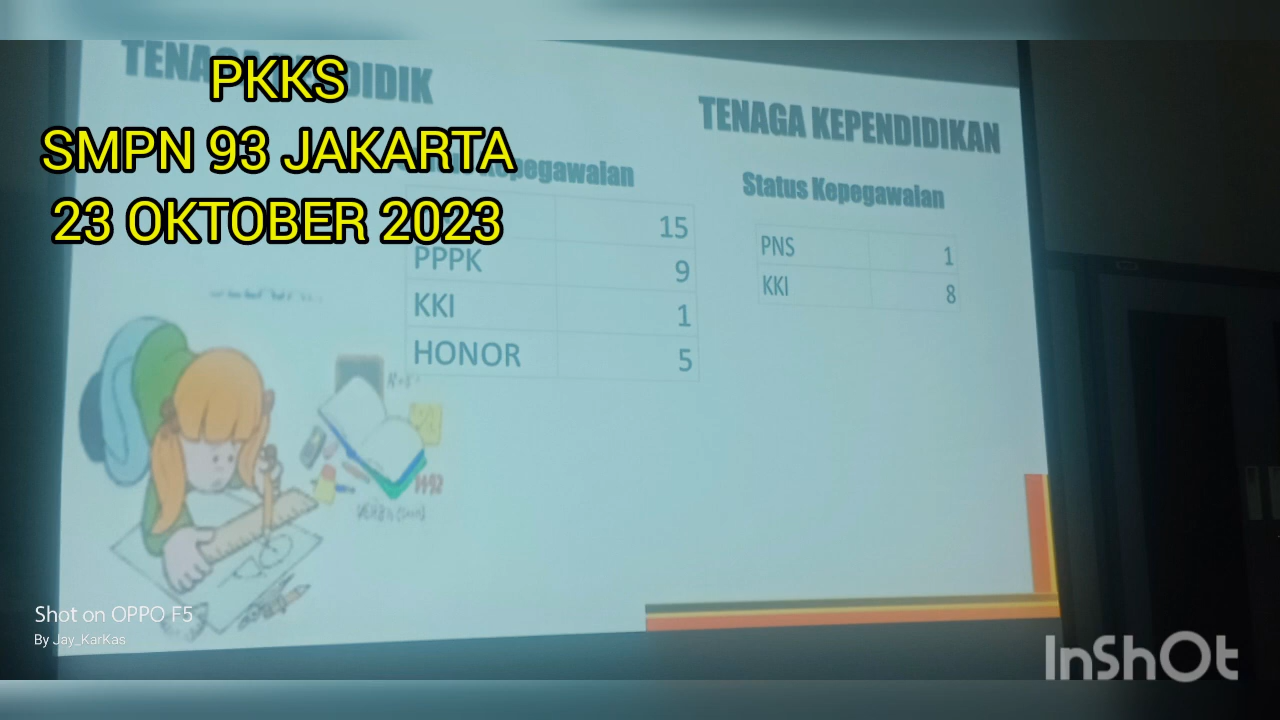 PKKS
SMPN 93 JAKARTA
23 OKTOBER 2023
TENAGA KEPENDIDIKAN
Kepegawaian
15
PPPK 9
KKI 1
HONOR 5
Status Kepegawaian
PNS 1
KKI 8
Shot on OPPO F5
By Jay_KarKas
InShOt